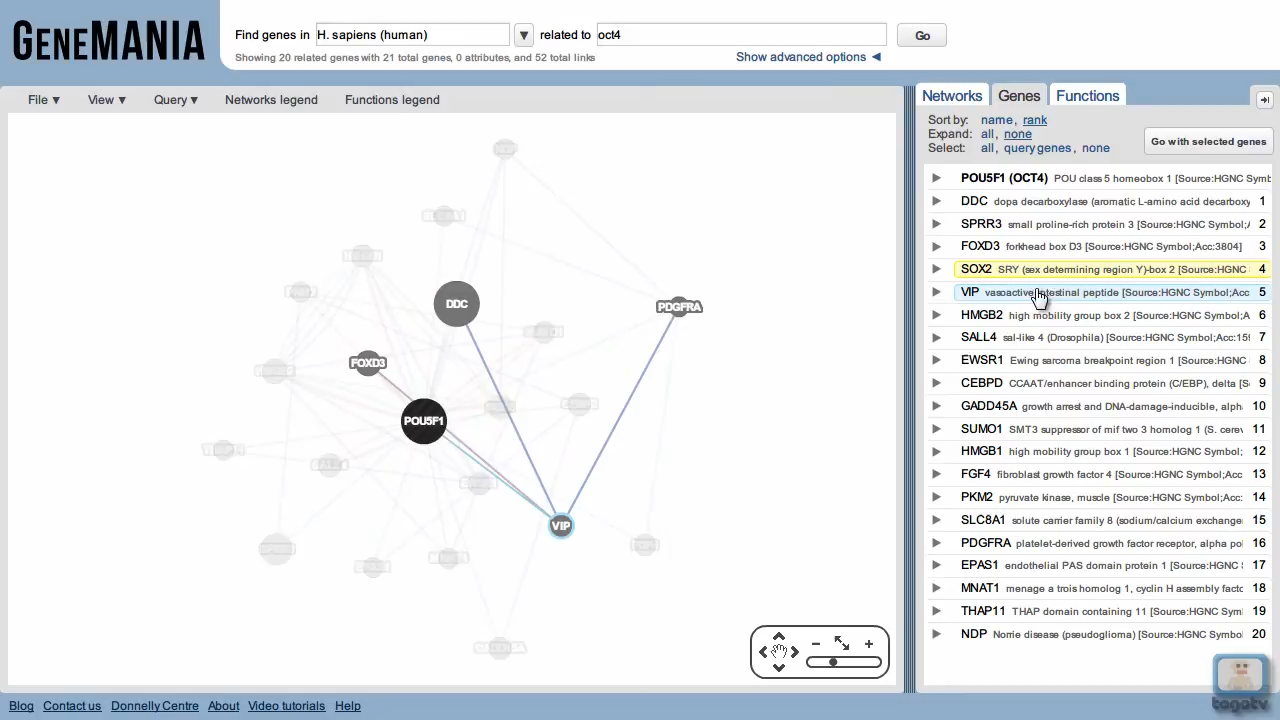 GENEMANIA
Find genes in H. sapiens (human) ▼ related to oct4 Go
Showing 20 related genes with 21 total genes, 0 attributes, and 52 total links
Show advanced options ◀
File ▼ View ▼ Query ▼ Networks legend Functions legend
Networks Genes Functions
Sort by: name, rank
Expand: all, none
Select: all, query genes, none
Go with selected genes
DDC
PDGFRA
FOXD3
POU5F1
VIP
POU5F1 (OCT4) POU class 5 homeobox 1 [Source:HGNC Symb
DDC dopa decarboxylase (aromatic L-amino acid decarboxy 1
SPRR3 small proline-rich protein 3 [Source:HGNC Symbol;A 2
FOXD3 forkhead box D3 [Source:HGNC Symbol;Acc:3804] 3
SOX2 SRY (sex determining region Y)-box 2 [Source:HGNC 4
VIP vasoactive intestinal peptide [Source:HGNC Symbol;Acc 5
HMGB2 high mobility group box 2 [Source:HGNC Symbol;A 6
SALL4 sal-like 4 (Drosophila) [Source:HGNC Symbol;Acc:159 7
EWSR1 Ewing sarcoma breakpoint region 1 [Source:HGNC 8
CEBPD CCAAT/enhancer binding protein (C/EBP), delta [S 9
GADD45A growth arrest and DNA-damage-inducible, alph 10
SUMO1 SMT3 suppressor of mif two 3 homolog 1 (S. cerev 11
HMGB1 high mobility group box 1 [Source:HGNC Symbol; 12
FGF4 fibroblast growth factor 4 [Source:HGNC Symbol;Acc 13
PKM2 pyruvate kinase, muscle [Source:HGNC Symbol;Acc: 14
SLC8A1 solute carrier family 8 (sodium/calcium exchange 15
PDGFRA platelet-derived growth factor receptor, alpha po 16
EPAS1 endothelial PAS domain protein 1 [Source:HGNC S 17
MNAT1 menage a trois homolog 1, cyclin H assembly facto 18
THAP11 THAP domain containing 11 [Source:HGNC Sym 19
NDP Norrie disease (pseudoglioma) [Source:HGNC Symbol 20
togotv
Blog Contact us Donnelly Centre About Video tutorials Help